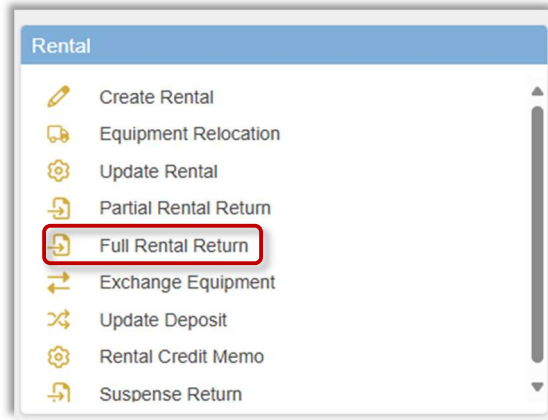 Rental
Create Rental
Equipment Relocation
Update Rental
Partial Rental Return
Full Rental Return
Exchange Equipment
Update Deposit
Rental Credit Memo
Suspense Return